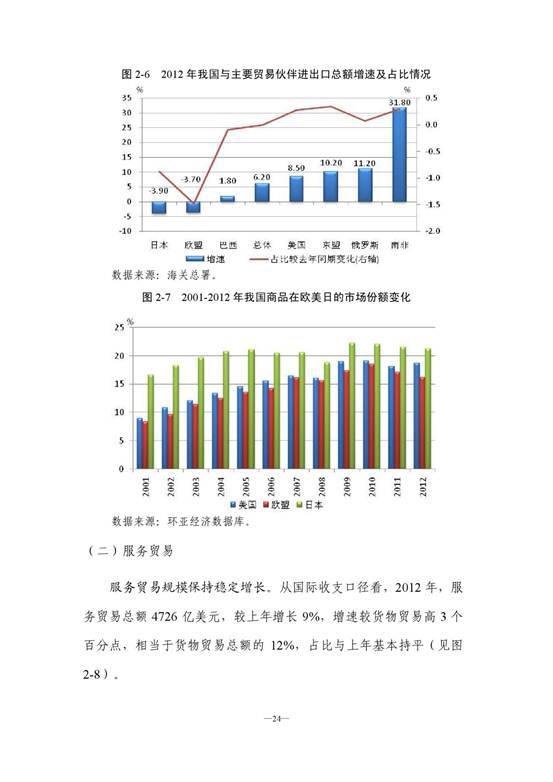 图 2-6 2012 年我国与主要贸易伙伴进出口总额增速及占比情况
% %
35 0.5
30 0.0
25 -0.5
20 -1.0
15 -1.5
10 -2.0
5
0
-5
-10
-3.90 -3.70 1.80 6.20 8.50 10.20 11.20 31.80
日本 欧盟 巴西 总体 美国 东盟 俄罗斯 南非
增速 占比较去年同期变化(右轴)
数据来源：海关总署。
图 2-7 2001-2012 年我国商品在欧美日的市场份额变化
%
25
20
15
10
5
0
2001 2002 2003 2004 2005 2006 2007 2008 2009 2010 2011 2012
美国 欧盟 日本
数据来源：环亚经济数据库。
（二）服务贸易
服务贸易规模保持稳定增长。从国际收支口径看，2012 年，服
务贸易总额 4726 亿美元，较上年增长 9%，增速较货物贸易高 3 个
百分点，相当于货物贸易总额的 12%，占比与上年基本持平（见图
2-8）。
—24—